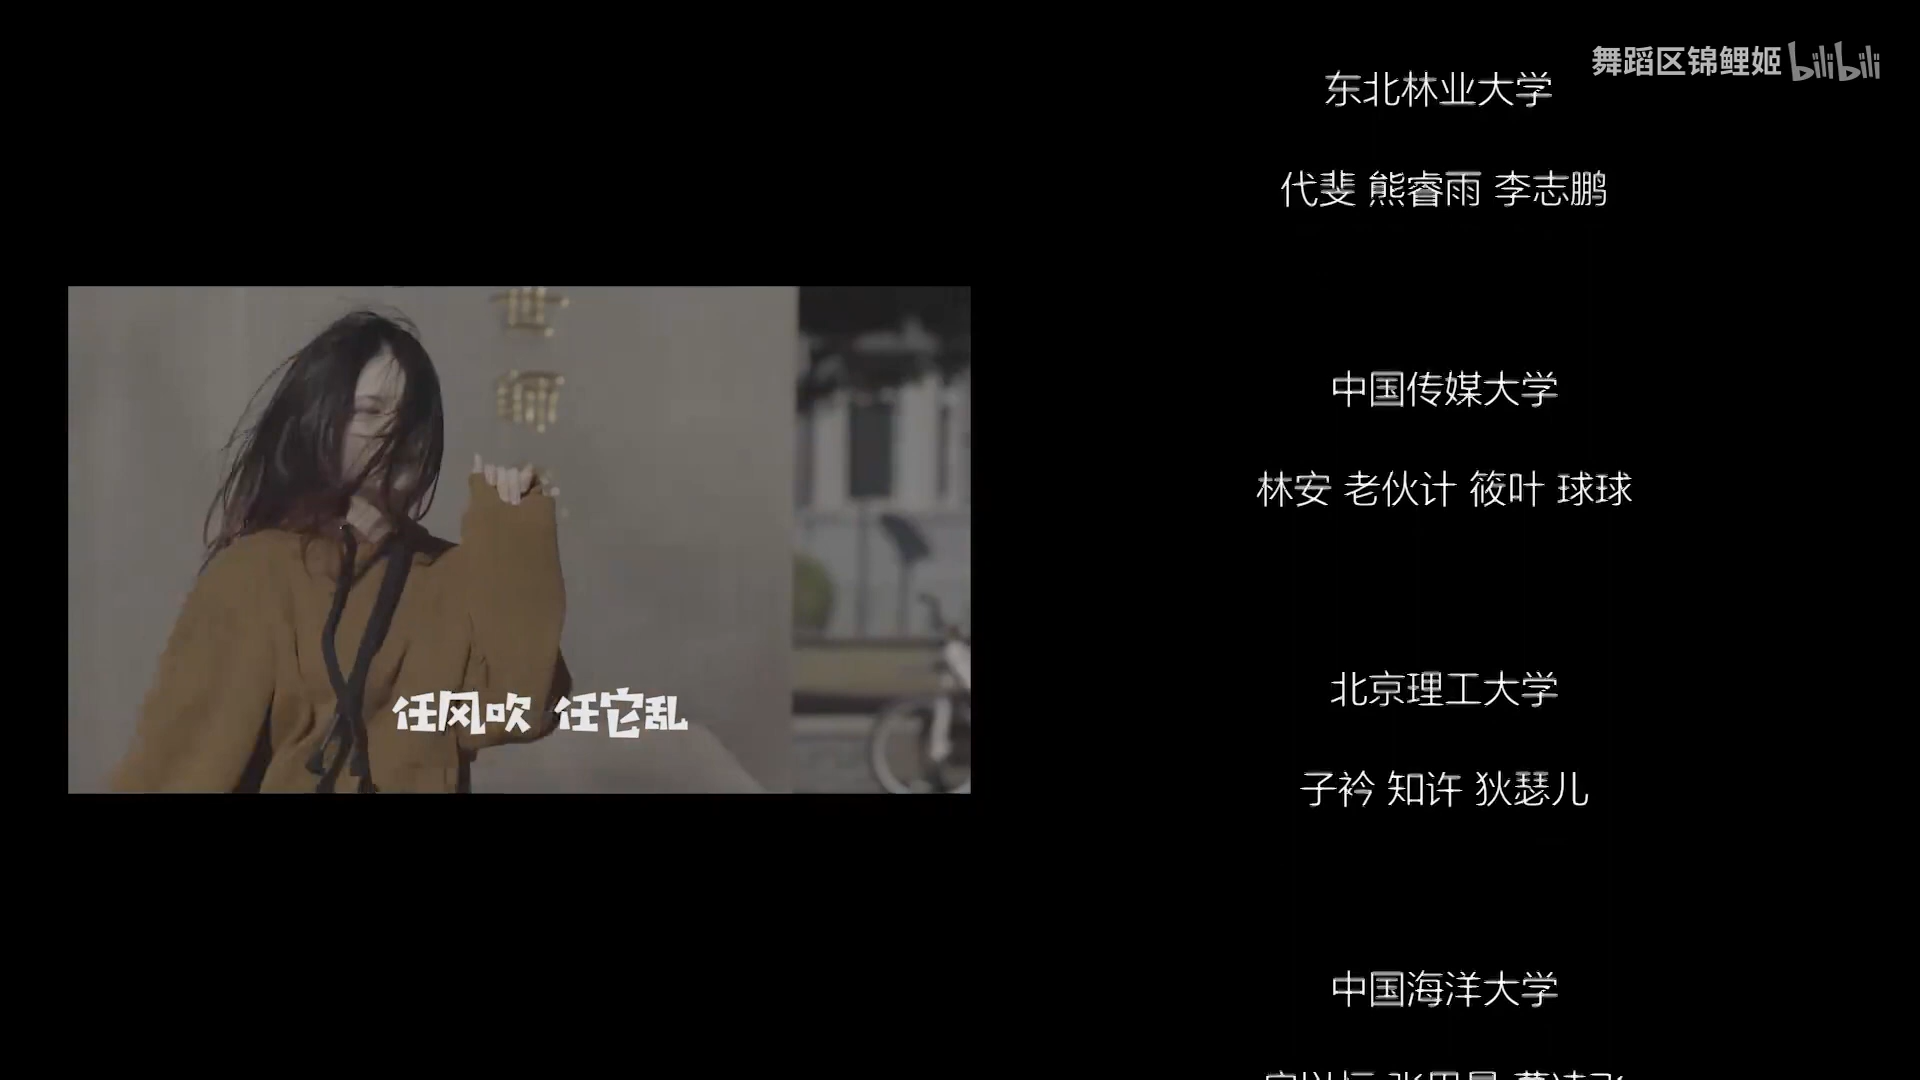 舞蹈区锦鲤姬 bilibili
东北林业大学
代斐 熊睿雨 李志鹏
中国传媒大学
林安 老伙计 筱叶 球球
任风吹 任它乱
北京理工大学
子衿 知许 狄瑟儿
中国海洋大学